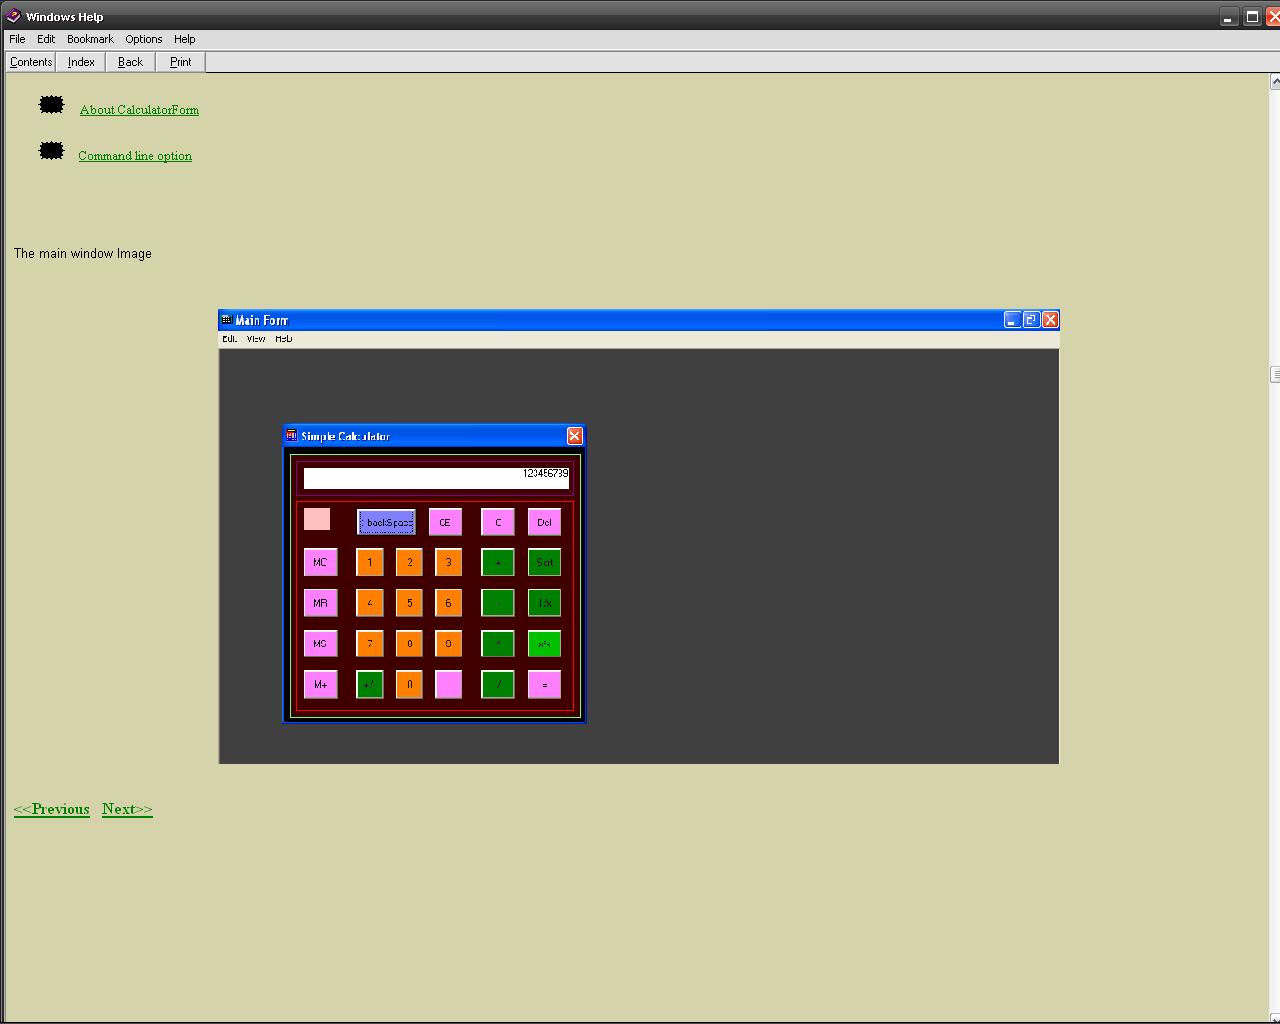 Windows Help
File Edit Bookmark Options Help
Contents Index Back Print
About CalculatorForm
Command line option
The main window Image
Main Form
Edit View Help
Simple Calculator
123456789
backSpace CE C Del
MC 1 2 3 + Sqrt
MR 4 5 6 - 1/x
MS 7 8 9 *
M+ +/- 0 / =
<<Previous Next>>